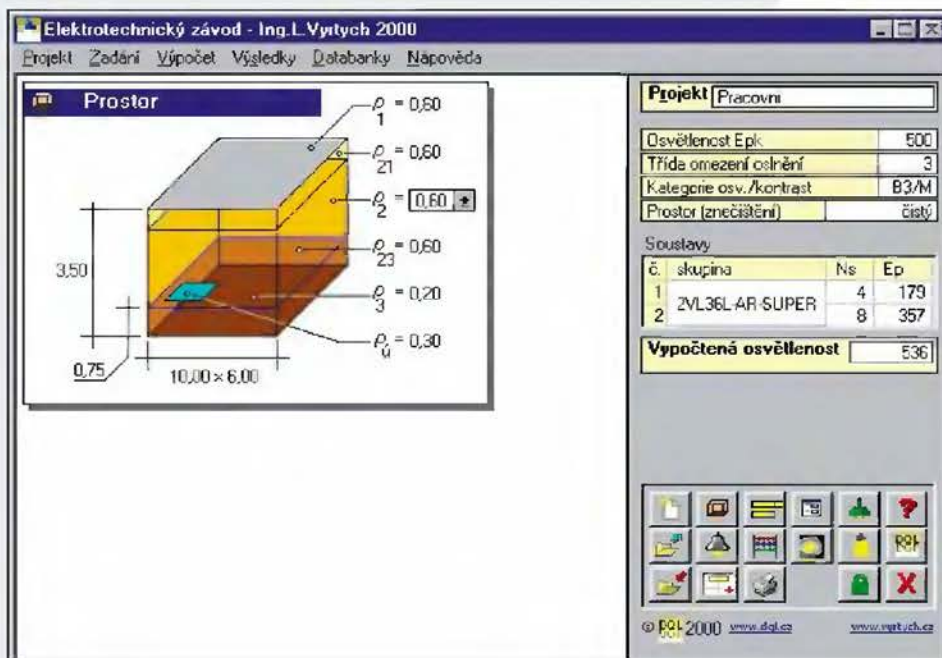 Elektrotechnický závod - Ing.L.Vyrtych 2000
Projekt Zadání Výpočet Výsledky Databanky Nápověda
Prostor
ρ1 = 0,60
ρ21 = 0,60
ρ2 = 0,60
ρ23 = 0,60
ρ3 = 0,20
ρú = 0,30
3,50
0,75
10,00 × 6,00
Projekt Pracovni
Osvětlenost Epk 500
Třída omezení oslnění 3
Kategorie osv./kontrast B3/M
Prostor (znečištění) čistý
Soustavy
č. skupina Ns Ep
1 2VL36L-AR-SUPER 4 179
2 8 357
Vypočtená osvětlenost 536
© 2000 www.dql.cz www.vyrtych.cz